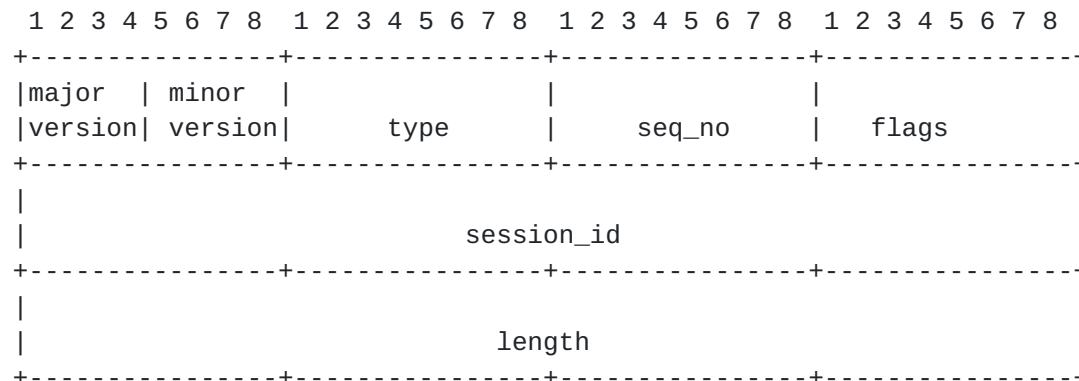 1 2 3 4 5 6 7 8 1 2 3 4 5 6 7 8 1 2 3 4 5 6 7 8 1 2 3 4 5 6 7 8
+----------------+----------------+----------------+----------------+
|major | minor | | |
|version| version| type | seq_no | flags
+----------------+----------------+----------------+----------------+
|
| session_id
+----------------+----------------+----------------+----------------+
|
| length
+----------------+----------------+----------------+----------------+